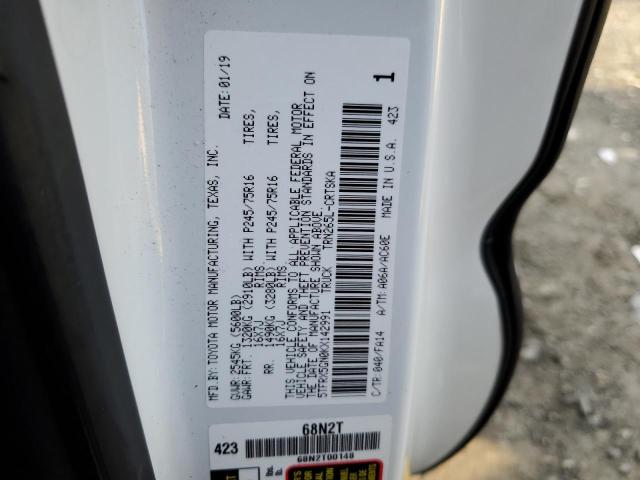 MFD.BY: TOYOTA MOTOR MANUFACTURING, TEXAS, INC. DATE: 01/19
GVWR: 2545KG (5600LB)
GAWR: FRT. 1320KG (2910LB) WITH P245/75R16 TIRES,
16X7J RIMS,
RR. 1490KG (3280LB) WITH P245/75R16 TIRES,
16X7J RIMS.
THIS VEHICLE CONFORMS TO ALL APPLICABLE FEDERAL MOTOR
VEHICLE SAFETY AND THEFT PREVENTION STANDARDS IN EFFECT ON
THE DATE OF MANUFACTURE SHOWN ABOVE.
5TFRX5GN0KX142991 TRUCK TRN265L-CRTSKA
1
C/TR: 040/FA14 A/TM: A06A/AC60E MADE IN U.S.A. 423
423 68N2T
68N2T00148